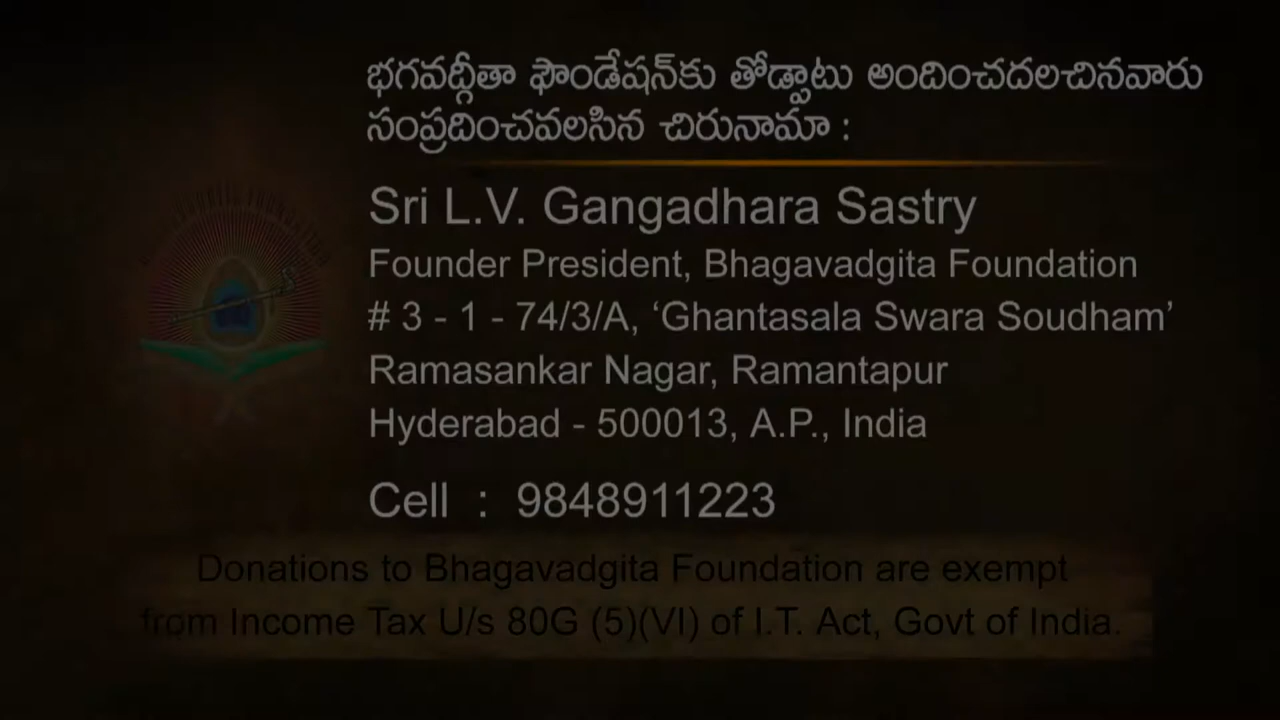 భగవద్గీతా ఫౌండేషన్‌కు తోడ్పాటు అందించదలచినవారు
సంప్రదించవలసిన చిరునామా :
Sri L.V. Gangadhara Sastry
Founder President, Bhagavadgita Foundation
# 3 - 1 - 74/3/A, ‘Ghantasala Swara Soudham’
Ramasankar Nagar, Ramantapur
Hyderabad - 500013, A.P., India
Cell : 9848911223
Donations to Bhagavadgita Foundation are exempt
from Income Tax U/s 80G (5)(VI) of I.T. Act, Govt of India.